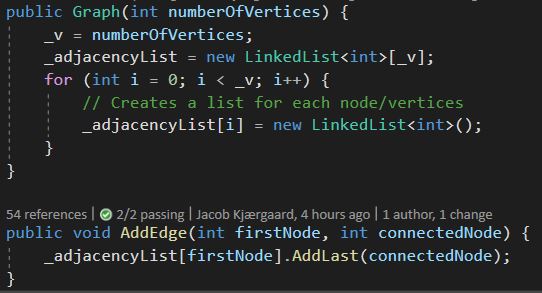 public Graph(int numberOfVertices) {
_v = numberOfVertices;
_adjacencyList = new LinkedList<int>[_v];
for (int i = 0; i < _v; i++) {
// Creates a list for each node/vertices
_adjacencyList[i] = new LinkedList<int>();
}
}
54 references | 2/2 passing | Jacob Kjærgaard, 4 hours ago | 1 author, 1 change
public void AddEdge(int firstNode, int connectedNode) {
_adjacencyList[firstNode].AddLast(connectedNode);
}